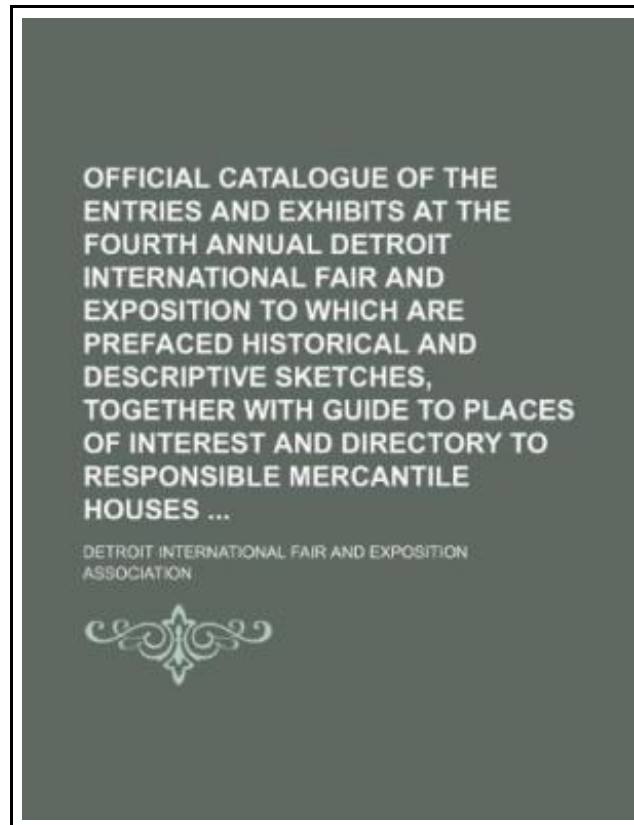 OFFICIAL CATALOGUE OF THE
ENTRIES AND EXHIBITS AT THE
FOURTH ANNUAL DETROIT
INTERNATIONAL FAIR AND
EXPOSITION TO WHICH ARE
PREFACED HISTORICAL AND
DESCRIPTIVE SKETCHES,
TOGETHER WITH GUIDE TO PLACES
OF INTEREST AND DIRECTORY TO
RESPONSIBLE MERCANTILE
HOUSES ...
DETROIT INTERNATIONAL FAIR AND EXPOSITION
ASSOCIATION